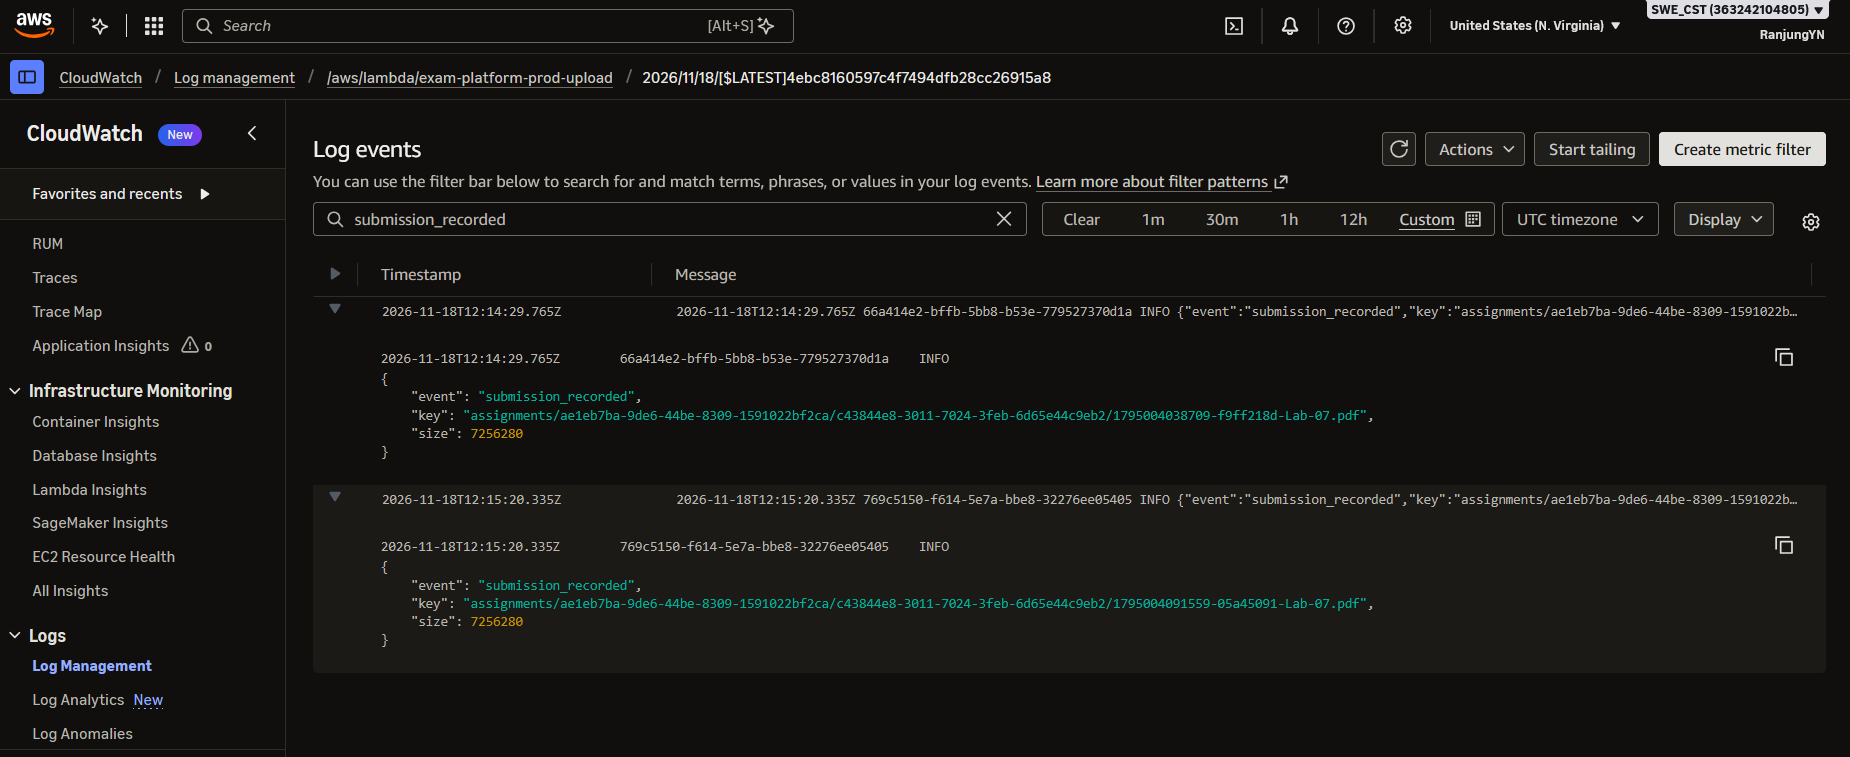 aws
Search [Alt+S]
United States (N. Virginia)
SWE_CST (363242104805)
RanjungYN
CloudWatch / Log management / /aws/lambda/exam-platform-prod-upload / 2026/11/18/[$LATEST]4ebc8160597c4f7494dfb28cc26915a8
CloudWatch New
Favorites and recents
RUM
Traces
Trace Map
Application Insights 0
Infrastructure Monitoring
Container Insights
Database Insights
Lambda Insights
SageMaker Insights
EC2 Resource Health
All Insights
Logs
Log Management
Log Analytics New
Log Anomalies
Log events
Actions
Start tailing
Create metric filter
You can use the filter bar below to search for and match terms, phrases, or values in your log events. Learn more about filter patterns
submission_recorded
Clear 1m 30m 1h 12h Custom
UTC timezone
Display
Timestamp Message
2026-11-18T12:14:29.765Z 2026-11-18T12:14:29.765Z 66a414e2-bffb-5bb8-b53e-779527370d1a INFO {"event":"submission_recorded","key":"assignments/ae1eb7ba-9de6-44be-8309-1591022b…
2026-11-18T12:14:29.765Z 66a414e2-bffb-5bb8-b53e-779527370d1a INFO
{
"event": "submission_recorded",
"key": "assignments/ae1eb7ba-9de6-44be-8309-1591022bf2ca/c43844e8-3011-7024-3feb-6d65e44c9eb2/1795004038709-f9ff218d-Lab-07.pdf",
"size": 7256280
}
2026-11-18T12:15:20.335Z 2026-11-18T12:15:20.335Z 769c5150-f614-5e7a-bbe8-32276ee05405 INFO {"event":"submission_recorded","key":"assignments/ae1eb7ba-9de6-44be-8309-1591022b…
2026-11-18T12:15:20.335Z 769c5150-f614-5e7a-bbe8-32276ee05405 INFO
{
"event": "submission_recorded",
"key": "assignments/ae1eb7ba-9de6-44be-8309-1591022bf2ca/c43844e8-3011-7024-3feb-6d65e44c9eb2/1795004091559-05a45091-Lab-07.pdf",
"size": 7256280
}